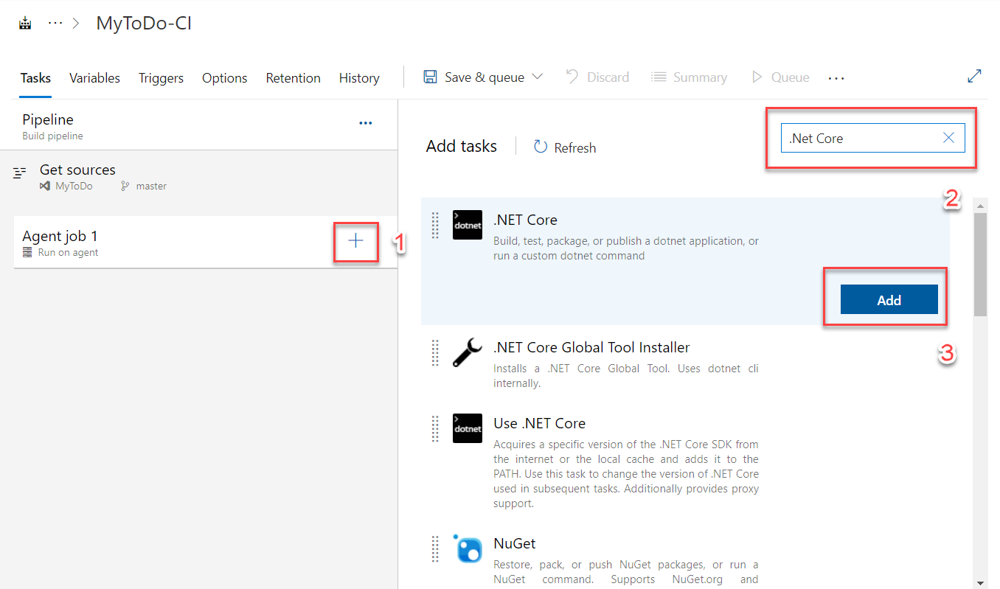 ... > MyToDo-CI
Tasks Variables Triggers Options Retention History Save & queue Discard Summary Queue ...
Pipeline ...
Build pipeline
Get sources
MyToDo master
Agent job 1
Run on agent
1
Add tasks Refresh
.Net Core
2
dotnet
.NET Core
Build, test, package, or publish a dotnet application, or
run a custom dotnet command
Add
3
.NET Core Global Tool Installer
Installs a .NET Core Global Tool. Uses dotnet cli
internally.
dotnet
Use .NET Core
Acquires a specific version of the .NET Core SDK from
the internet or the local cache and adds it to the
PATH. Use this task to change the version of .NET Core
used in subsequent tasks. Additionally provides proxy
support.
NuGet
Restore, pack, or push NuGet packages, or run a
NuGet command. Supports NuGet.org and